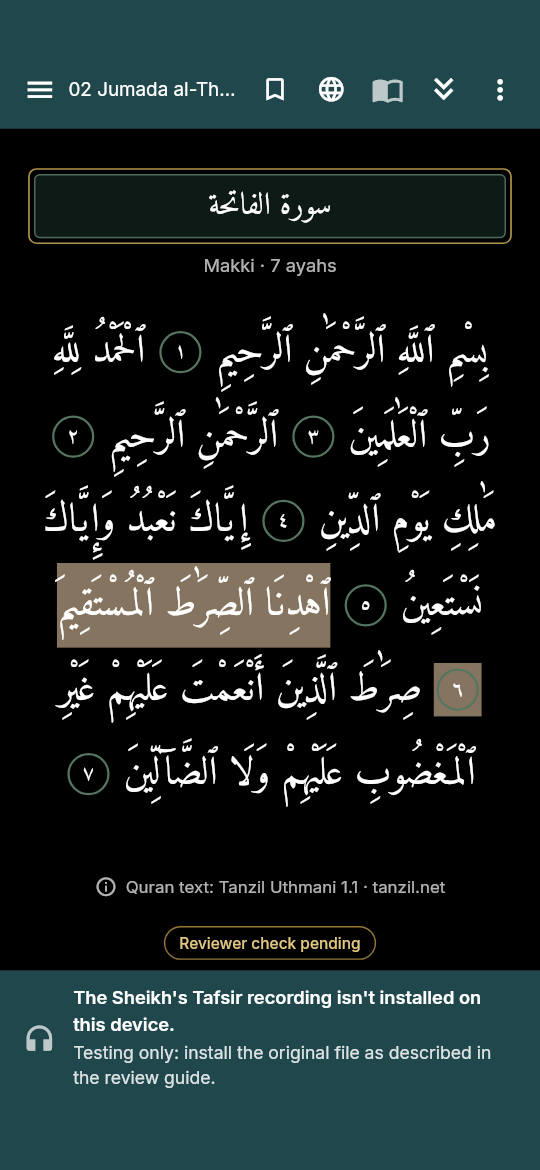 02 Jumada al-Th...
سورة الفاتحة
Makki · 7 ayahs
بِسْمِ ٱللَّهِ ٱلرَّحْمَٰنِ ٱلرَّحِيمِ ١ ٱلْحَمْدُ لِلَّهِ
رَبِّ ٱلْعَٰلَمِينَ ٣ ٱلرَّحْمَٰنِ ٱلرَّحِيمِ ٢
مَٰلِكِ يَوْمِ ٱلدِّينِ ٤ إِيَّاكَ نَعْبُدُ وَإِيَّاكَ
نَسْتَعِينُ ٥ ٱهْدِنَا ٱلصِّرَٰطَ ٱلْمُسْتَقِيمَ
٦ صِرَٰطَ ٱلَّذِينَ أَنْعَمْتَ عَلَيْهِمْ غَيْرِ
ٱلْمَغْضُوبِ عَلَيْهِمْ وَلَا ٱلضَّآلِّينَ ٧
Quran text: Tanzil Uthmani 1.1 · tanzil.net
Reviewer check pending
The Sheikh's Tafsir recording isn't installed on
this device.
Testing only: install the original file as described in
the review guide.